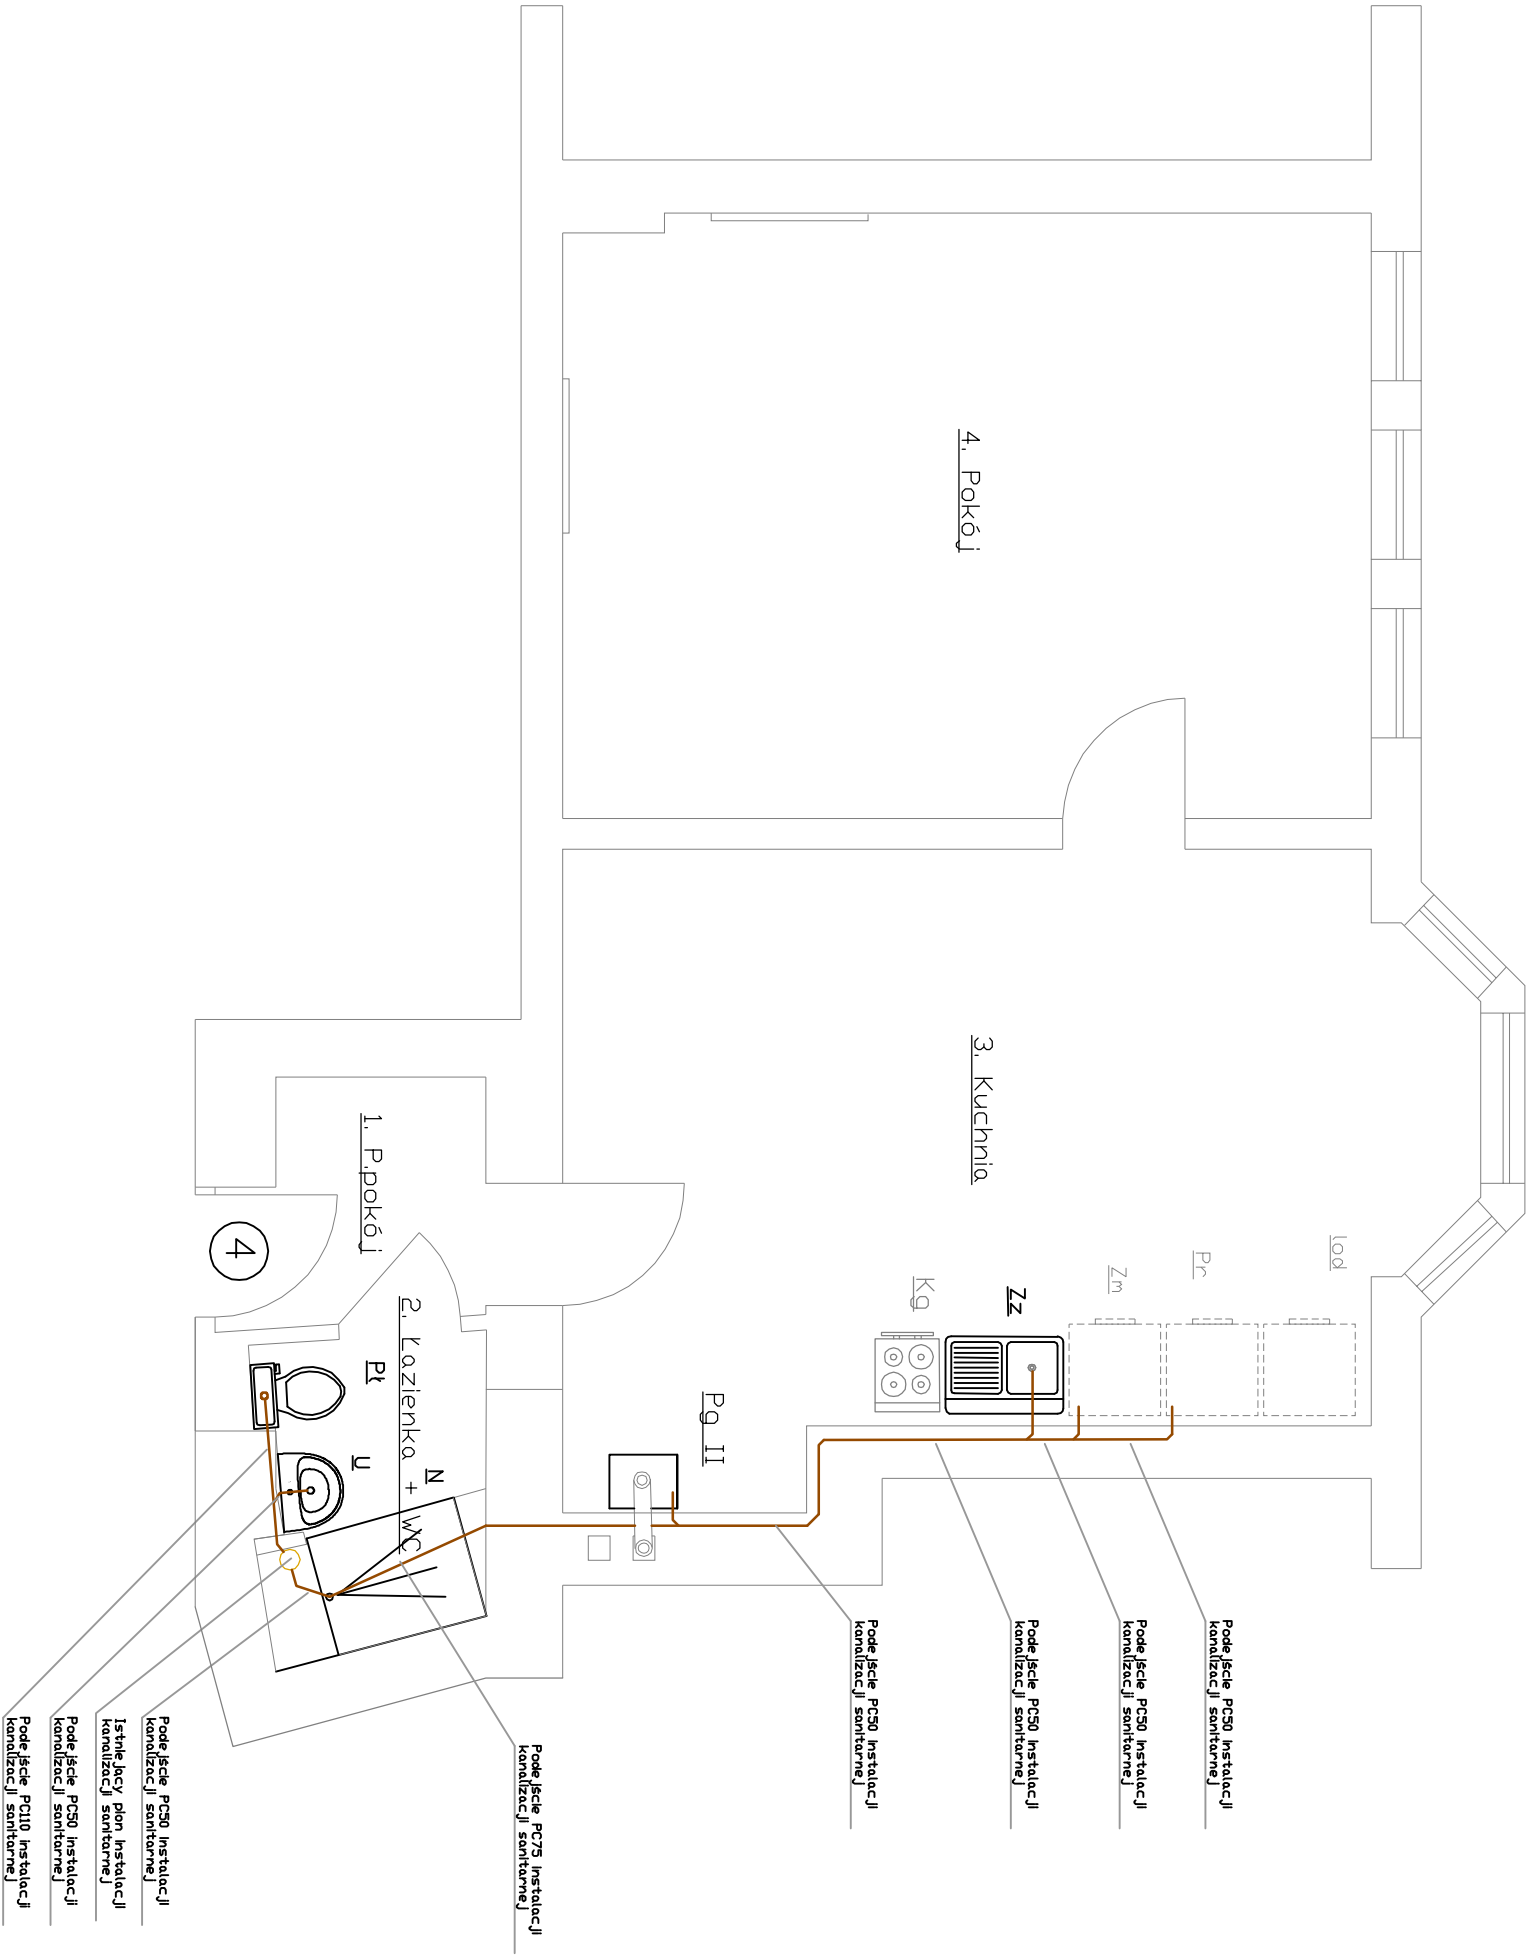 4. Pokój
3. Kuchnia
lod
Pr
Zm
Zz
Kg
1. P.pokój
4
2. Łazienka + WC
Pł
U
N
Pg II
Podejście PC50 instalacji
kanalizacji sanitarnej
Podejście PC50 instalacji
kanalizacji sanitarnej
Podejście PC50 instalacji
kanalizacji sanitarnej
Podejście PC50 instalacji
kanalizacji sanitarnej
Podejście PC75 instalacji
kanalizacji sanitarnej
Podejście PC50 instalacji
kanalizacji sanitarnej
Istniejący pion instalacji
kanalizacji sanitarnej
Podejście PC50 instalacji
kanalizacji sanitarnej
Podejście PC110 instalacji
kanalizacji sanitarnej